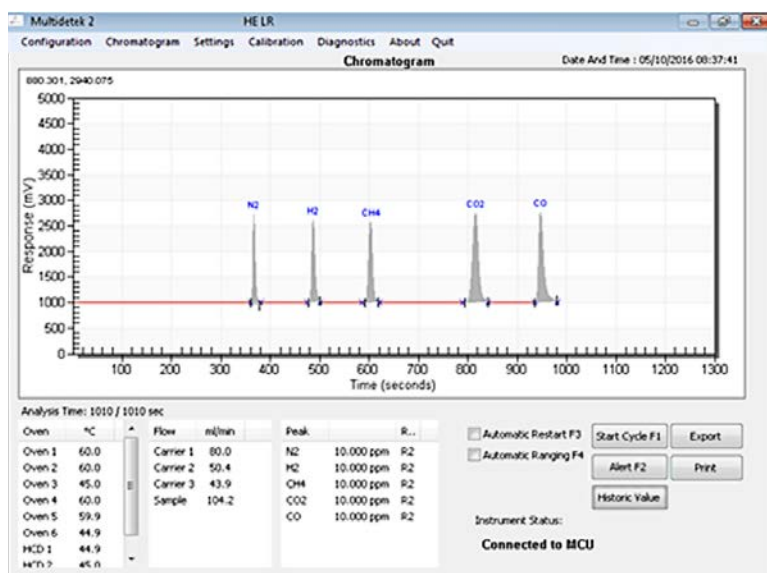 Multidetek 2 HE LR
Configuration Chromatogram Settings Calibration Diagnostics About Quit
Chromatogram Date And Time : 05/10/2016 08:37:41
880.301, 2940.075
5000
4500
4000
3500
3000
2500
2000
1500
1000
500
0
Response (mV)
N2 H2 CH4 CO2 CO
100 200 300 400 500 600 700 800 900 1000 1100 1200 1300
Time (seconds)
Analysis Time: 1010 / 1010 sec
Oven °C
Oven 1 60.0
Oven 2 60.0
Oven 3 45.0
Oven 4 60.0
Oven 5 59.9
Oven 6 44.9
HCD 1 44.9
HCD 2 45.0
Flow ml/min
Carrier 1 80.0
Carrier 2 50.4
Carrier 3 43.9
Sample 104.2
Peak R...
N2 10.000 ppm R2
H2 10.000 ppm R2
CH4 10.000 ppm R2
CO2 10.000 ppm R2
CO 10.000 ppm R2
Automatic Restart F3
Automatic Ranging F4
Start Cycle F1 Export
Alert F2 Print
Historic Value
Instrument Status:
Connected to MCU